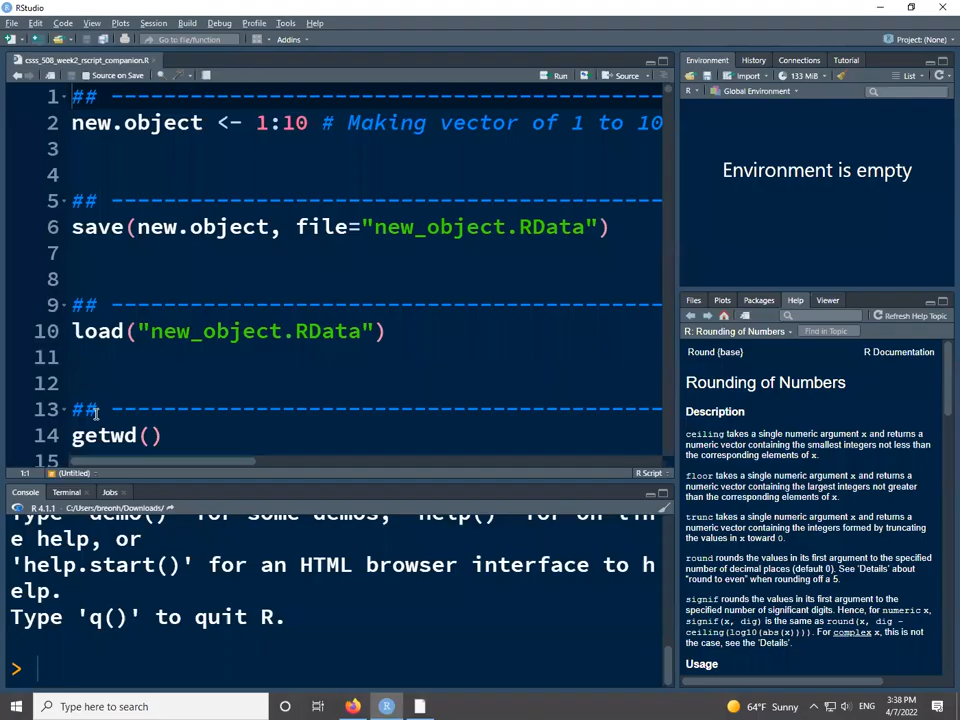 RStudio
File Edit Code View Plots Session Build Debug Profile Tools Help
Go to file/function Addins Project: (None)
csss_508_week2_rscript_companion.R
Source on Save Run Source
1 ## ------------------------------------------
2 new.object <- 1:10 # Making vector of 1 to 10
3
4
5 ## ------------------------------------------
6 save(new.object, file="new_object.RData")
7
8
9 ## ------------------------------------------
10 load("new_object.RData")
11
12
13 ## ------------------------------------------
14 getwd()
15
1:1 (Untitled) R Script
Console Terminal Jobs
R 4.1.1 · C:/Users/breonh/Downloads/
Type 'demo()' for some demos, 'help()' for on-lin
e help, or
'help.start()' for an HTML browser interface to h
elp.
Type 'q()' to quit R.
>
Environment History Connections Tutorial
Import 133 MiB List
R Global Environment
Environment is empty
Files Plots Packages Help Viewer
Refresh Help Topic
R: Rounding of Numbers Find in Topic
Round {base} R Documentation
Rounding of Numbers
Description
ceiling takes a single numeric argument x and returns a
numeric vector containing the smallest integers not less than
the corresponding elements of x.
floor takes a single numeric argument x and returns a
numeric vector containing the largest integers not greater
than the corresponding elements of x.
trunc takes a single numeric argument x and returns a
numeric vector containing the integers formed by truncating
the values in x toward 0.
round rounds the values in its first argument to the specified
number of decimal places (default 0). See ‘Details’ about
“round to even” when rounding off a 5.
signif rounds the values in its first argument to the
specified number of significant digits. Hence, for numeric x,
signif(x, dig) is the same as round(x, dig -
ceiling(log10(abs(x)))). For complex x, this is not
the case, see the ‘Details’.
Usage
Type here to search
64°F Sunny ENG
3:38 PM
4/7/2022